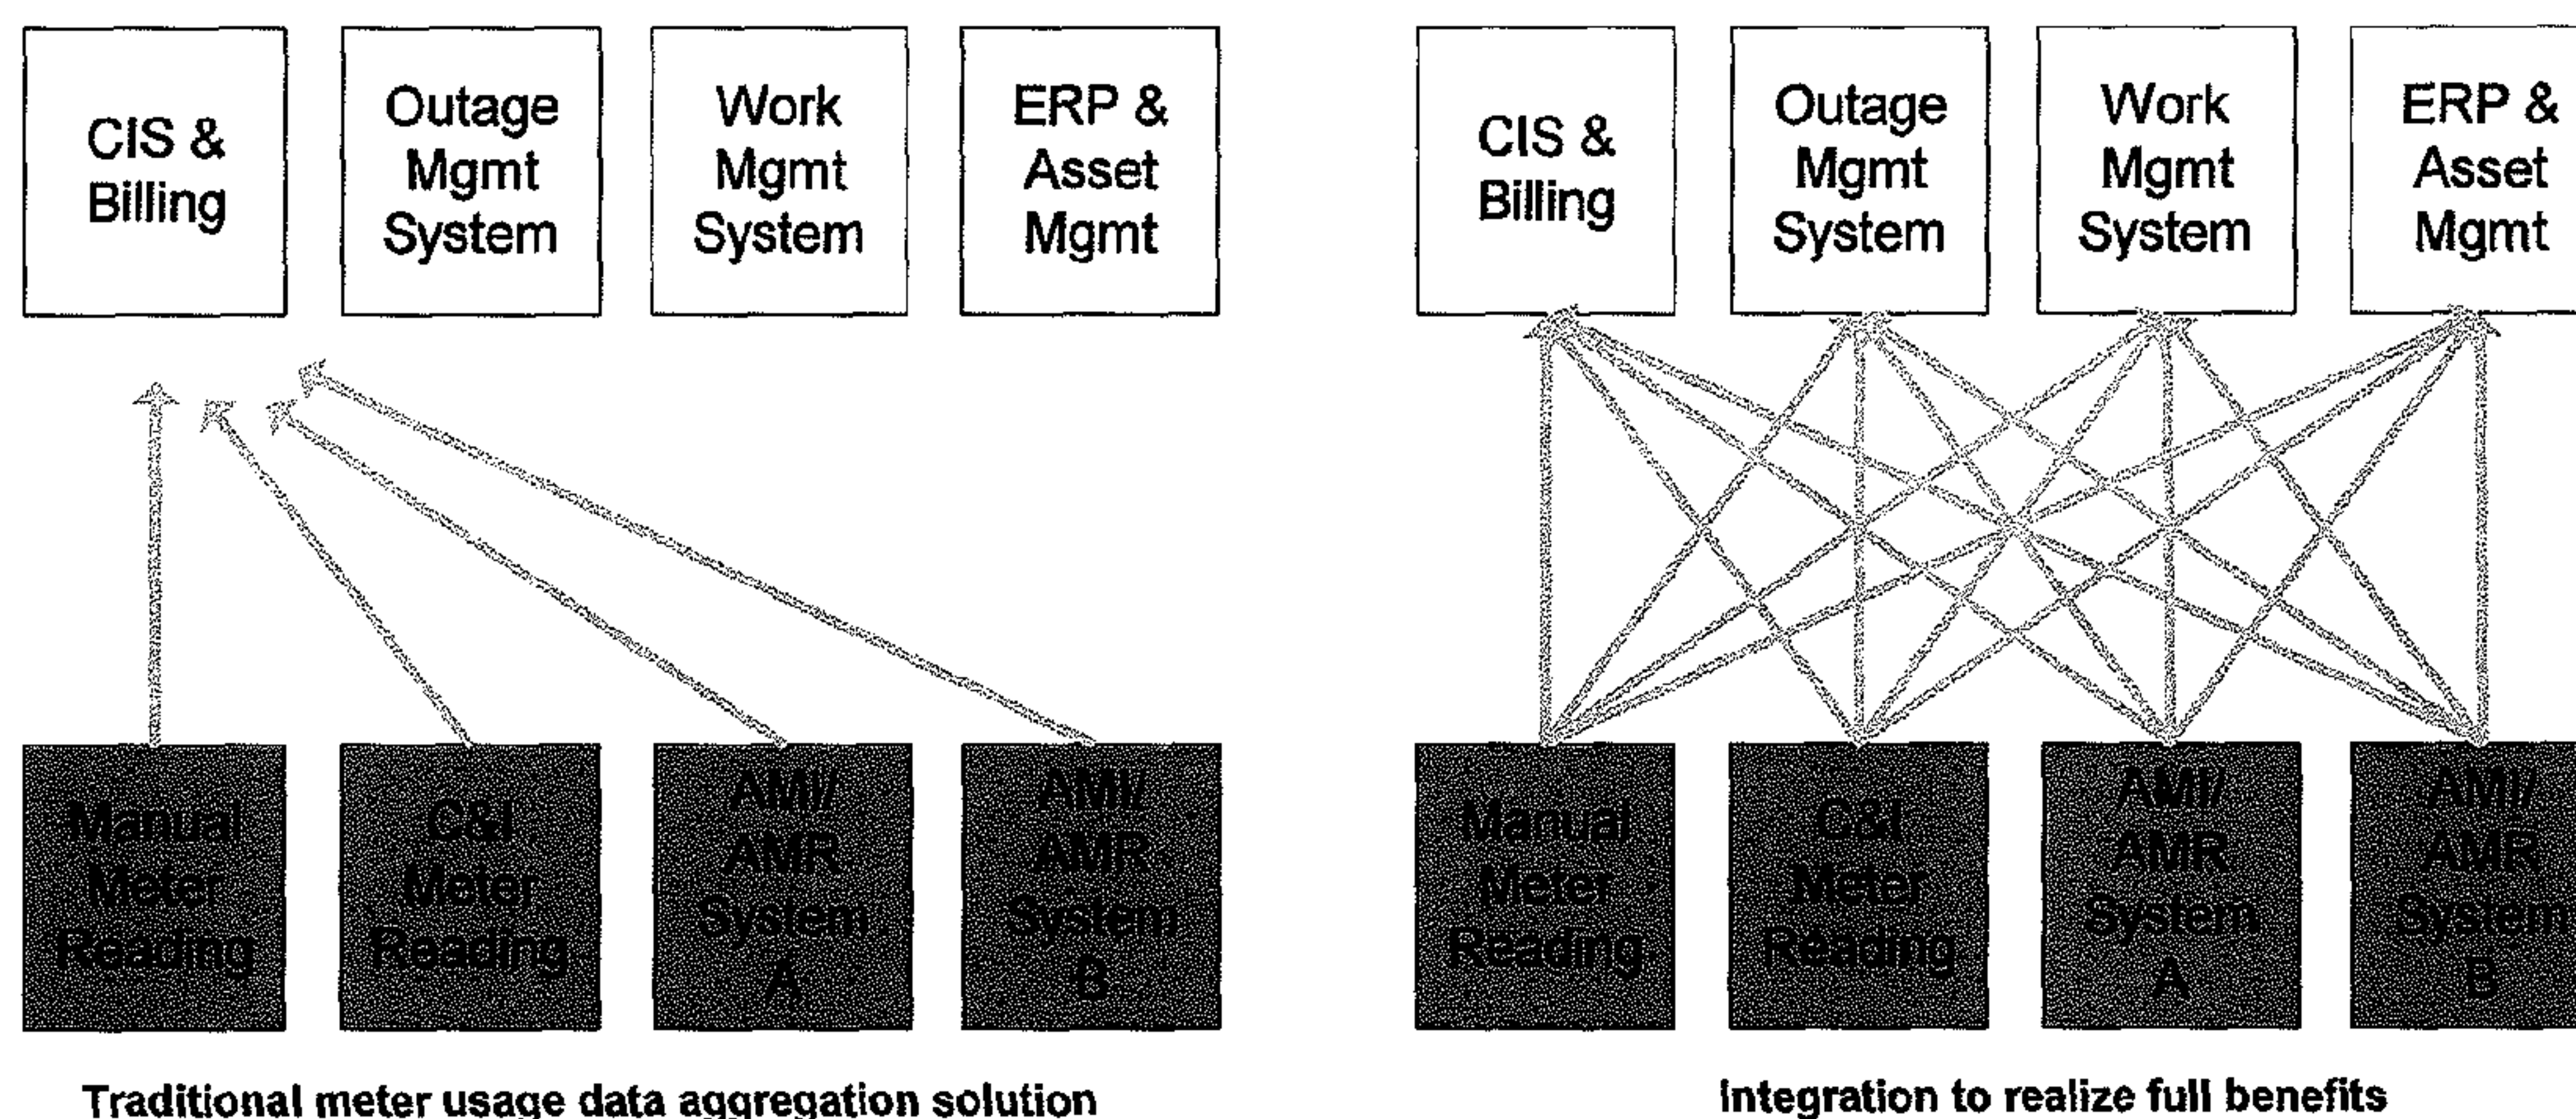 CIS &
Billing
Outage
Mgmt
System
Work
Mgmt
System
ERP &
Asset
Mgmt
CIS &
Billing
Outage
Mgmt
System
Work
Mgmt
System
ERP &
Asset
Mgmt
Manual
Meter
Reading
C&I
Meter
Reading
AMI/
AMR
System
A
AMI/
AMR
System
B
Manual
Meter
Reading
C&I
Meter
Reading
AMI/
AMR
System
A
AMI/
AMR
System
B
Traditional meter usage data aggregation solution
Integration to realize full benefits